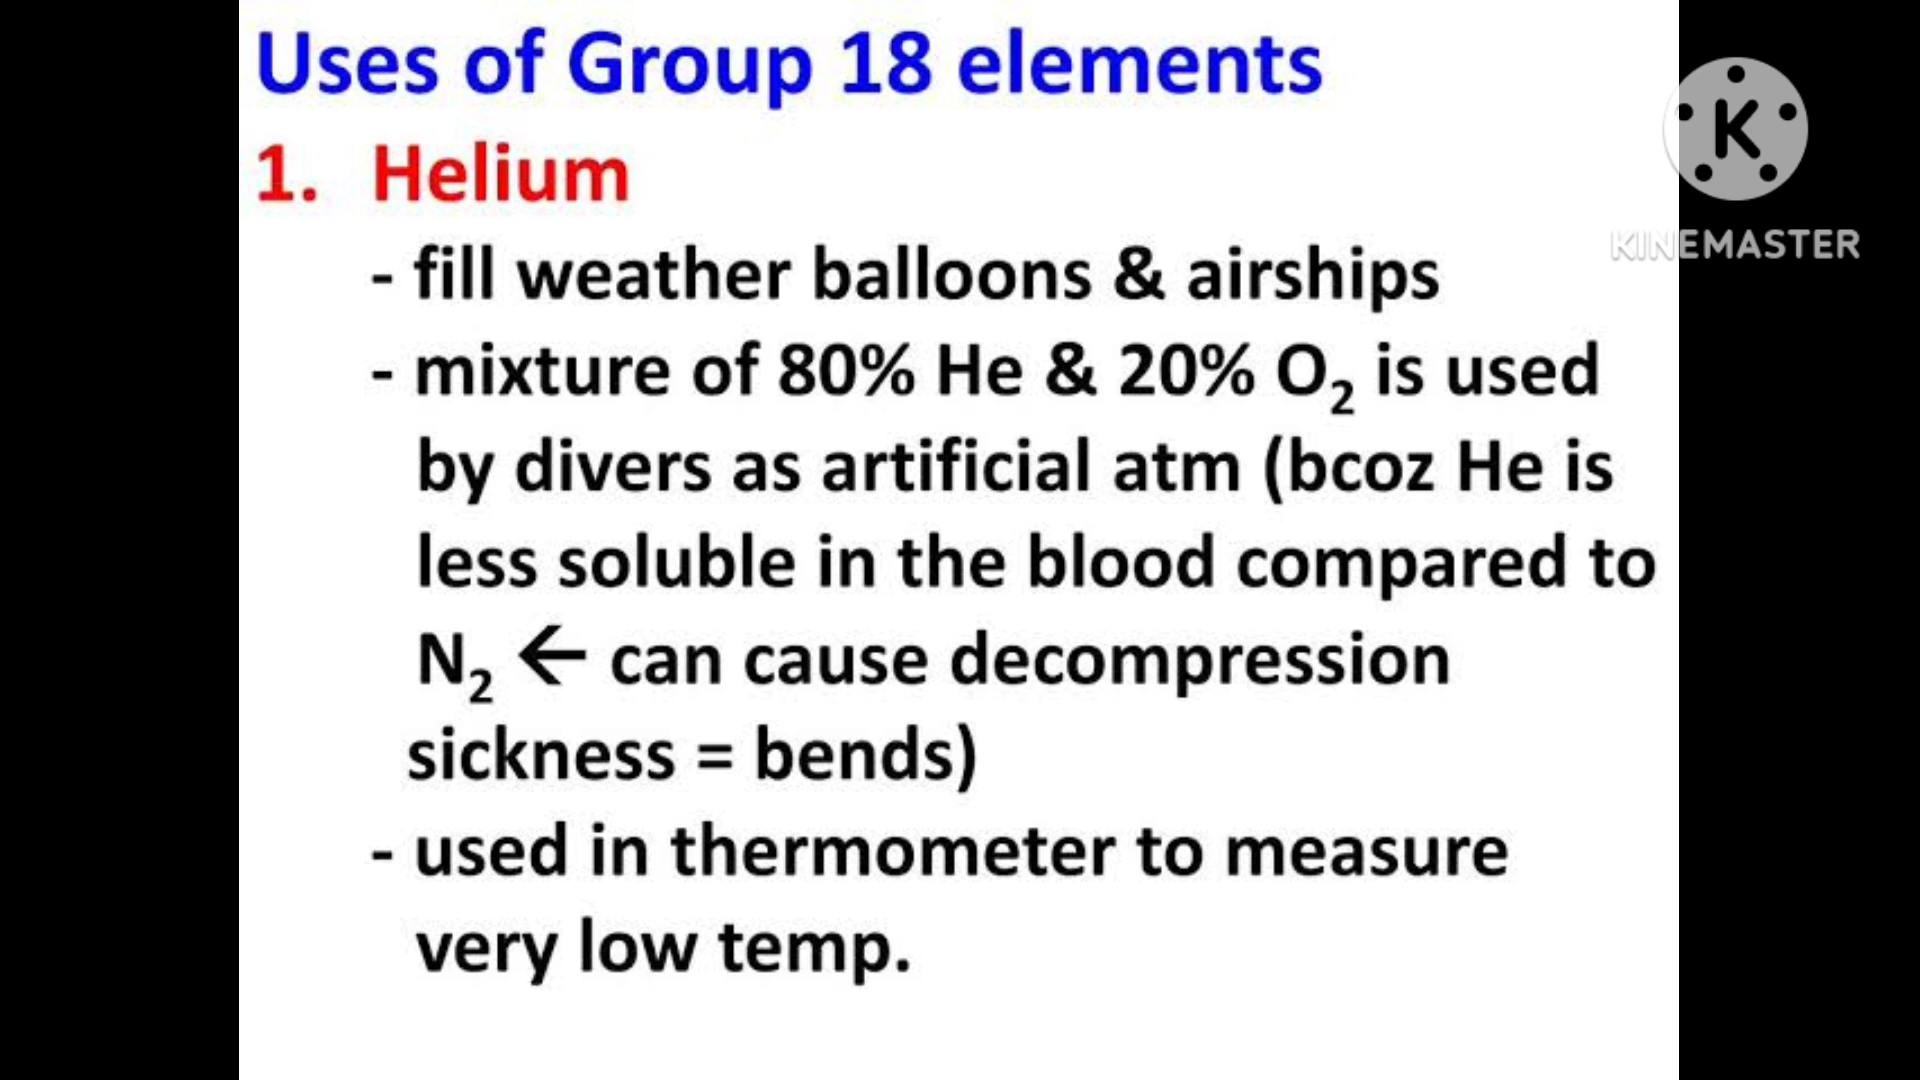 Uses of Group 18 elements
1. Helium
- fill weather balloons & airships
- mixture of 80% He & 20% O₂ is used
by divers as artificial atm (bcoz He is
less soluble in the blood compared to
N₂ ← can cause decompression
sickness = bends)
- used in thermometer to measure
very low temp.
K
KINEMASTER